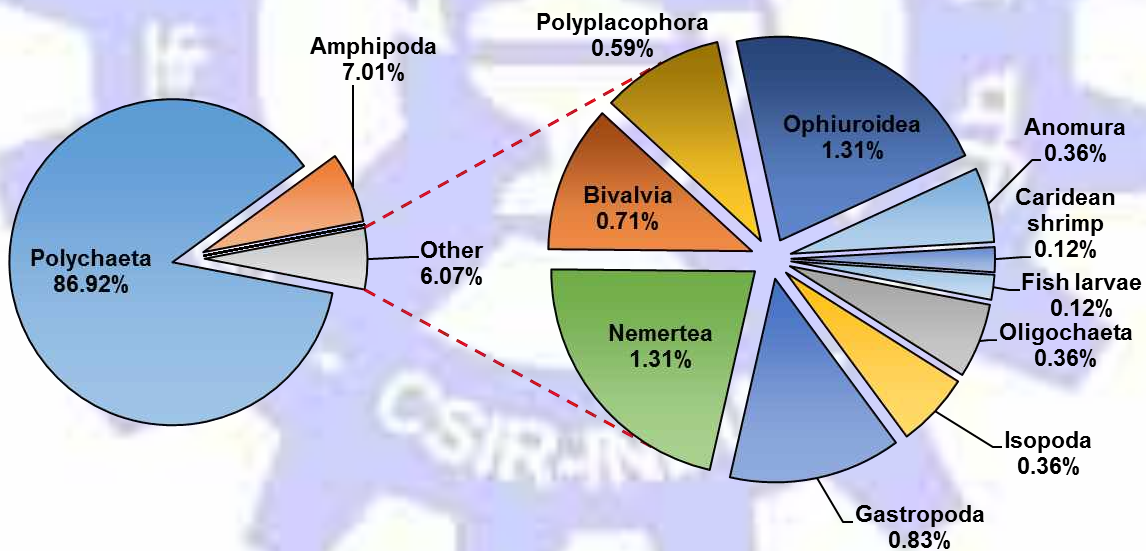 Polyplacophora
0.59%
Amphipoda
7.01%
Ophiuroidea
1.31%
Anomura
0.36%
Bivalvia
0.71%
Caridean
shrimp
0.12%
Polychaeta
86.92%
Other
6.07%
Fish larvae
0.12%
Nemertea
1.31%
Oligochaeta
0.36%
Isopoda
0.36%
Gastropoda
0.83%